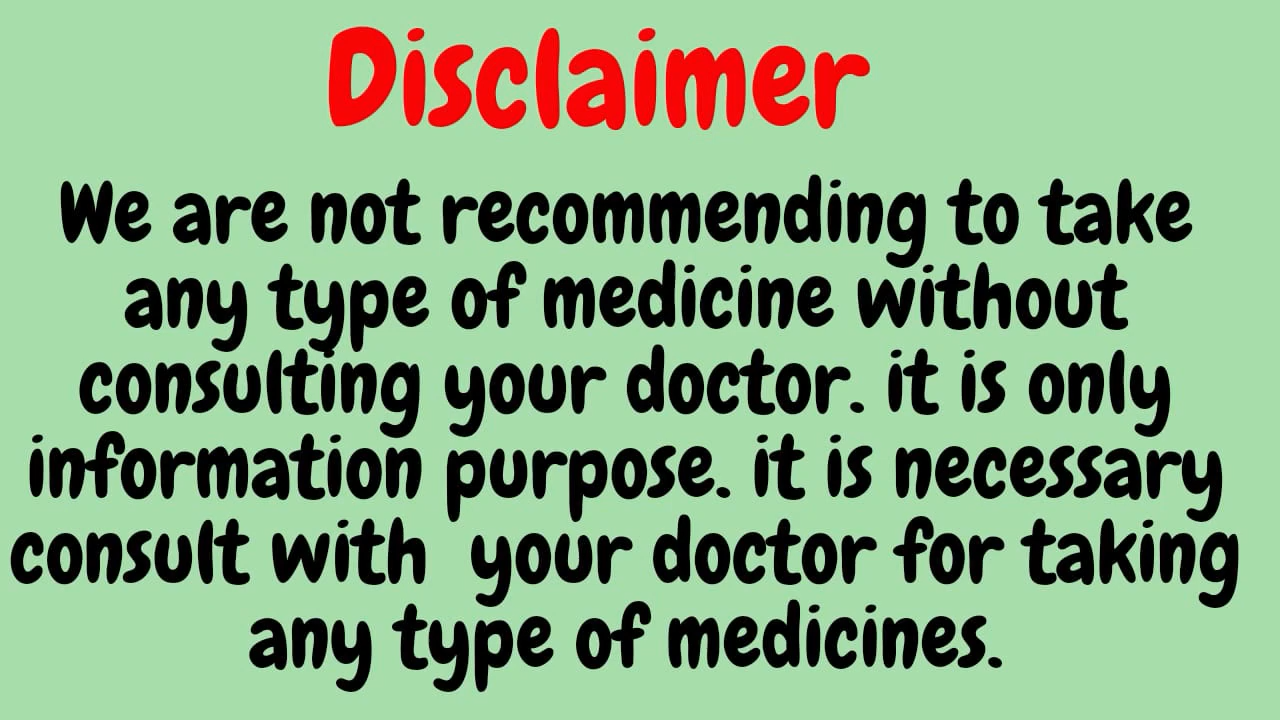 Disclaimer
We are not recommending to take
any type of medicine without
consulting your doctor. it is only
information purpose. it is necessary
consult with  your doctor for taking
any type of medicines.